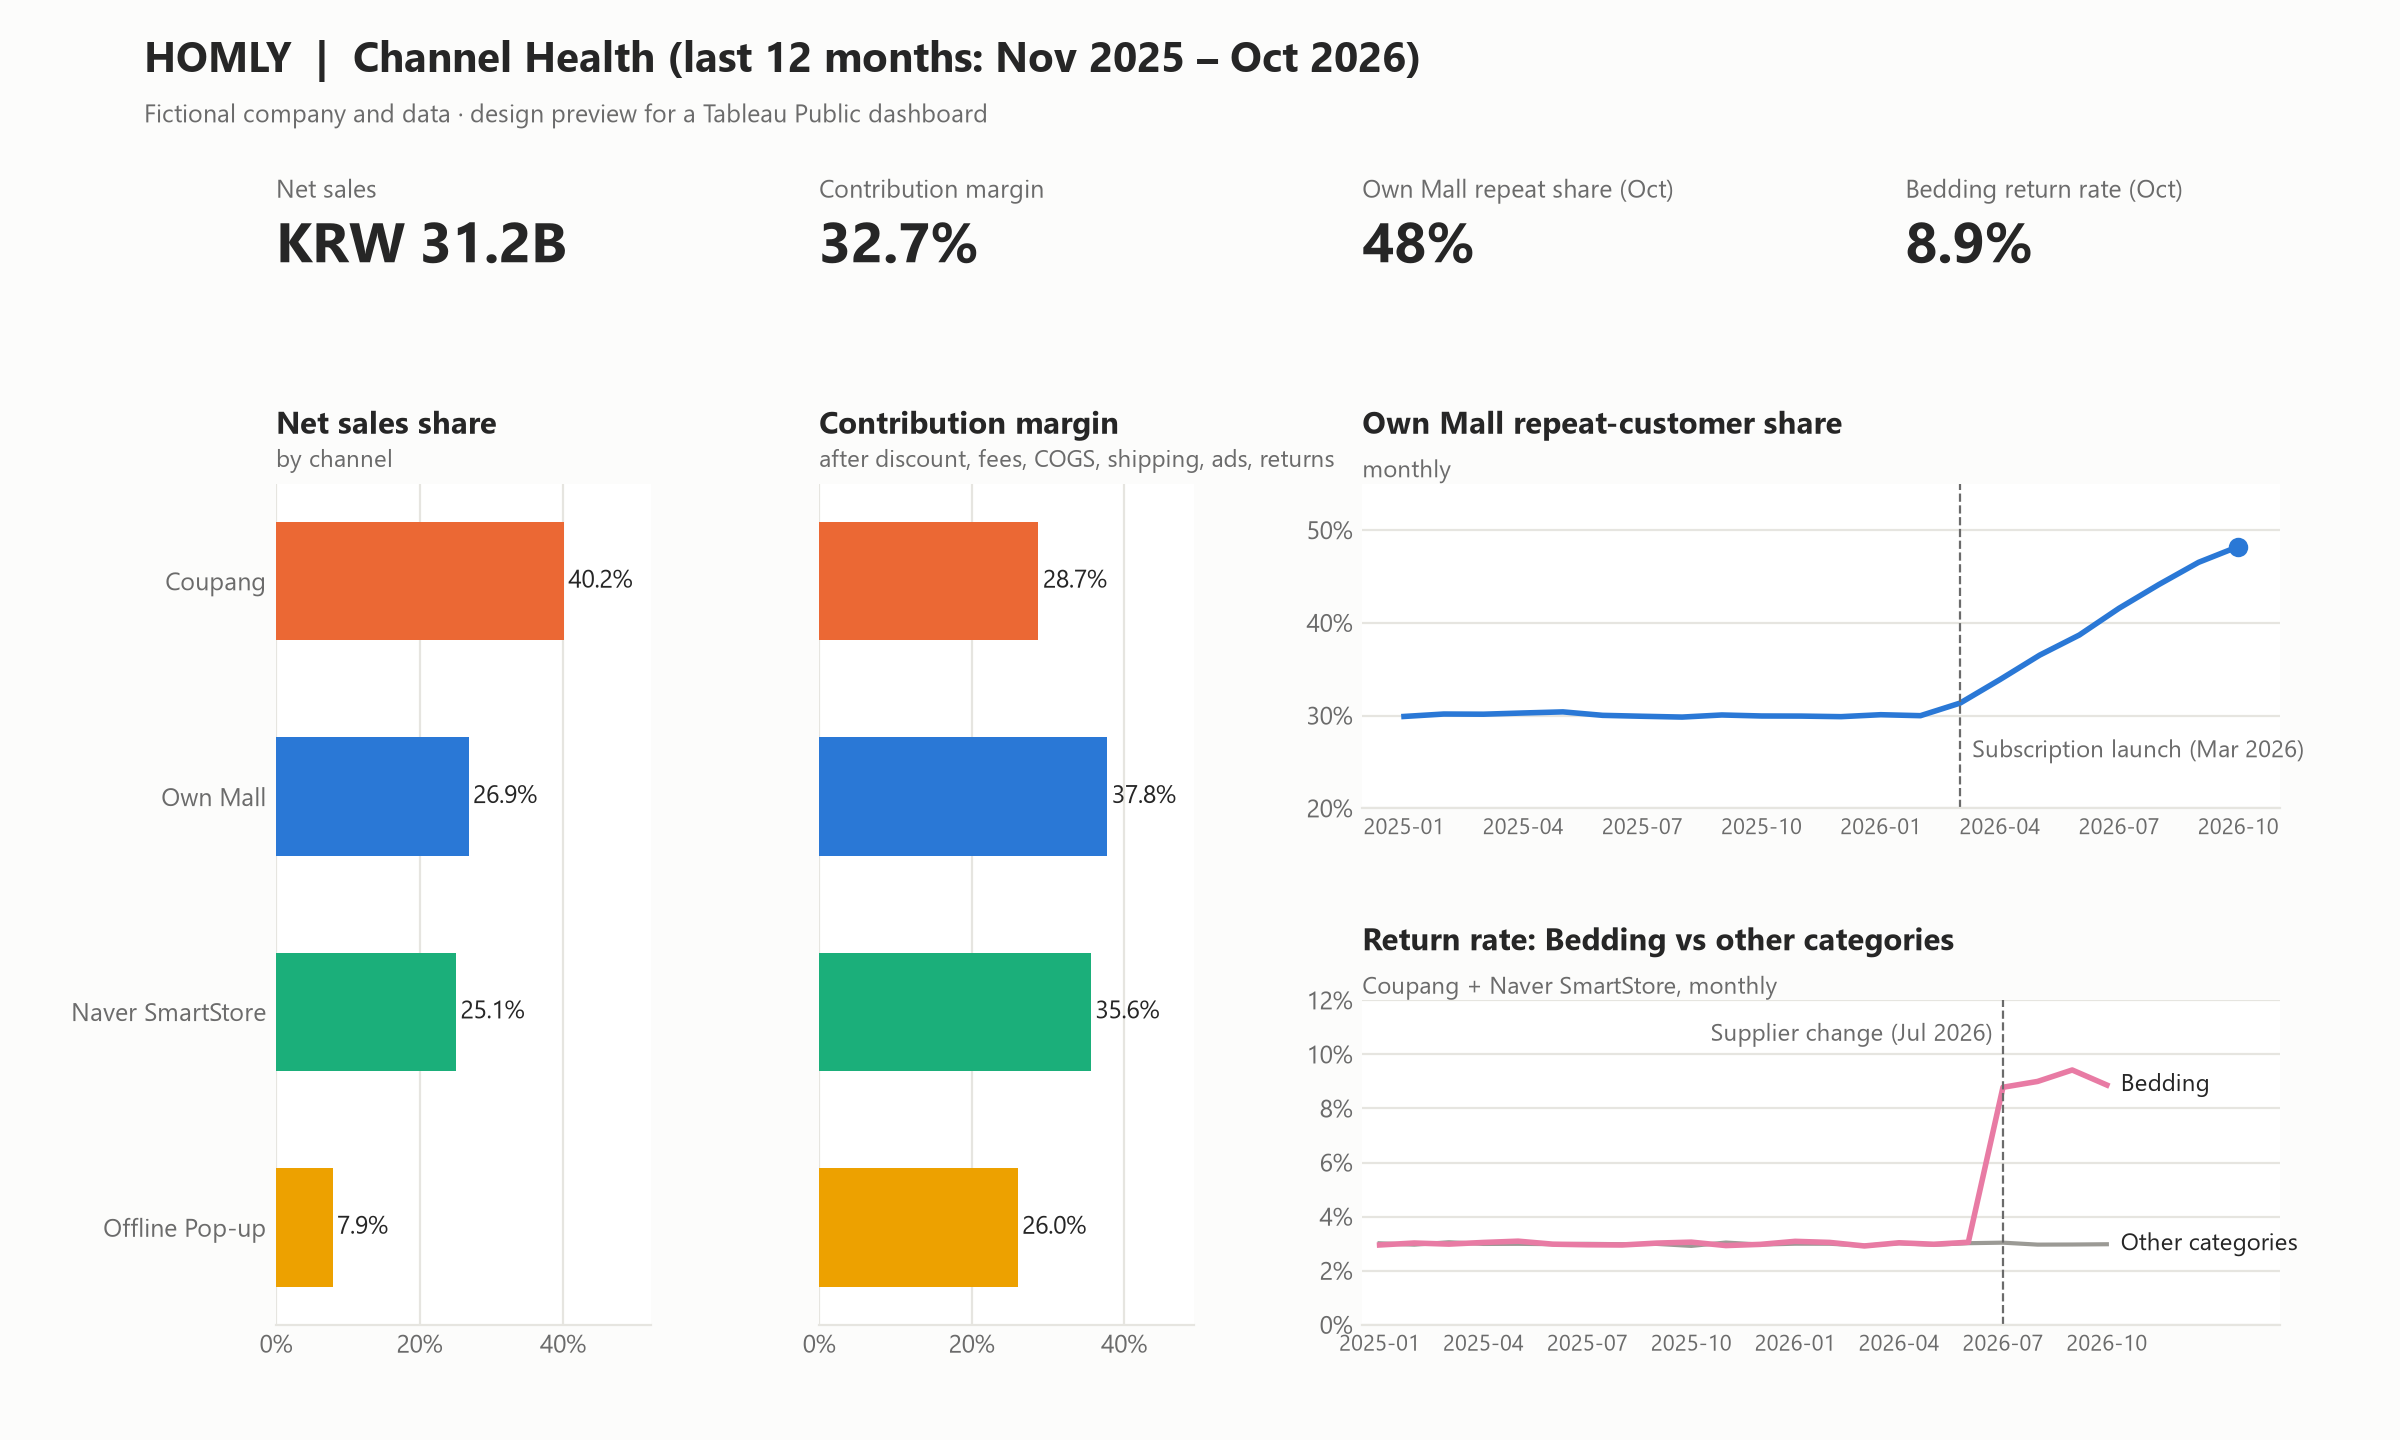 HOMLY | Channel Health (last 12 months: Nov 2025 – Oct 2026)
Fictional company and data · design preview for a Tableau Public dashboard
Net sales
KRW 31.2B
Contribution margin
32.7%
Own Mall repeat share (Oct)
48%
Bedding return rate (Oct)
8.9%
Net sales share
by channel
Coupang
40.2%
Own Mall
26.9%
Naver SmartStore
25.1%
Offline Pop-up
7.9%
0% 20% 40%
Contribution margin
after discount, fees, COGS, shipping, ads, returns
28.7%
37.8%
35.6%
26.0%
0% 20% 40%
Own Mall repeat-customer share
monthly
50%
40%
30%
Subscription launch (Mar 2026)
20%
2025-01 2025-04 2025-07 2025-10 2026-01 2026-04 2026-07 2026-10
Return rate: Bedding vs other categories
Coupang + Naver SmartStore, monthly
12%
Supplier change (Jul 2026)
10%
Bedding
8%
6%
4%
Other categories
2%
0%
2025-01 2025-04 2025-07 2025-10 2026-01 2026-04 2026-07 2026-10